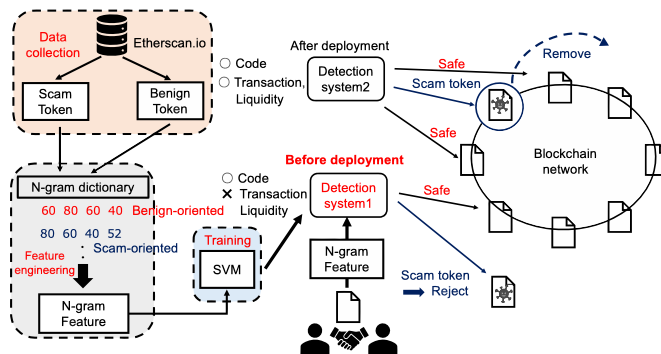 Data
collection
Etherscan.io
Scam
Token
Benign
Token
N-gram dictionary
60 80 60 40
Benign-oriented
80 60 40 52
Scam-oriented
Feature
engineering
N-gram
Feature
Training
SVM
○ Code
○ Transaction,
Liquidity
After deployment
Detection
system2
Safe
Scam token
Safe
Remove
Blockchain
network
○ Code
✕ Transaction
Liquidity
Before deployment
Detection
system1
Safe
N-gram
Feature
Scam token
Reject